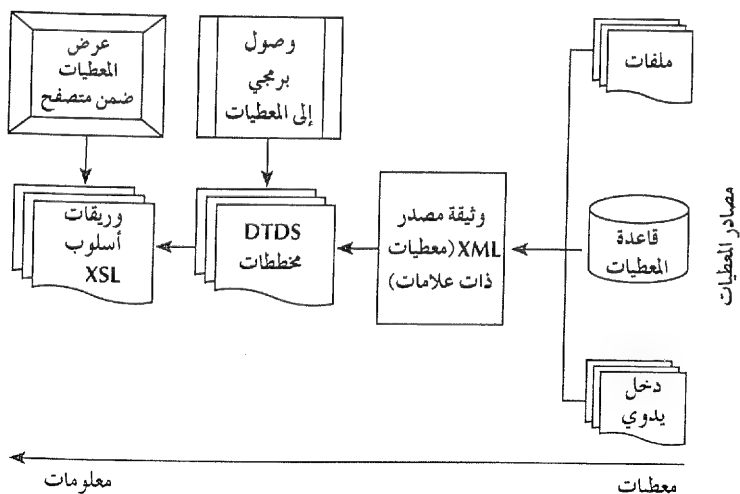 ملفات
قاعدة
المعطيات
دخل
يدوي
مصادر المعطيات
وثيقة مصدر
XML (معطيات
ذات علامات)
وصول
برمجي
إلى المعطيات
DTDS
مخططات
عرض
المعطيات
ضمن متصفح
وريقات
أسلوب
XSL
معطيات
معلومات